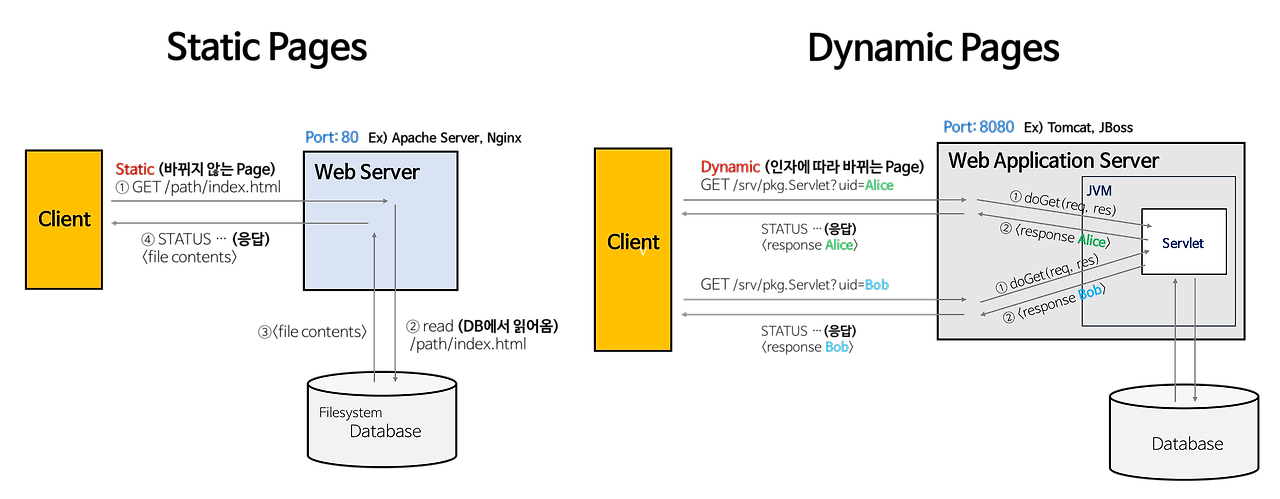 Static Pages
Port: 80 Ex) Apache Server, Nginx
Static (바뀌지 않는 Page)
① GET /path/index.html
Client
Web Server
④ STATUS ··· (응답)
〈file contents〉
③〈file contents〉
② read (DB에서 읽어옴)
/path/index.html
Filesystem
Database
Dynamic Pages
Port: 8080 Ex) Tomcat, JBoss
Dynamic (인자에 따라 바뀌는 Page)
GET /srv/pkg.Servlet? uid=Alice
Client
STATUS ··· (응답)
〈response Alice〉
GET /srv/pkg.Servlet? uid=Bob
STATUS ··· (응답)
〈response Bob〉
Web Application Server
JVM
① doGet(req, res)
② 〈response Alice〉
Servlet
① doGet(req, res)
② 〈response Bob〉
Database